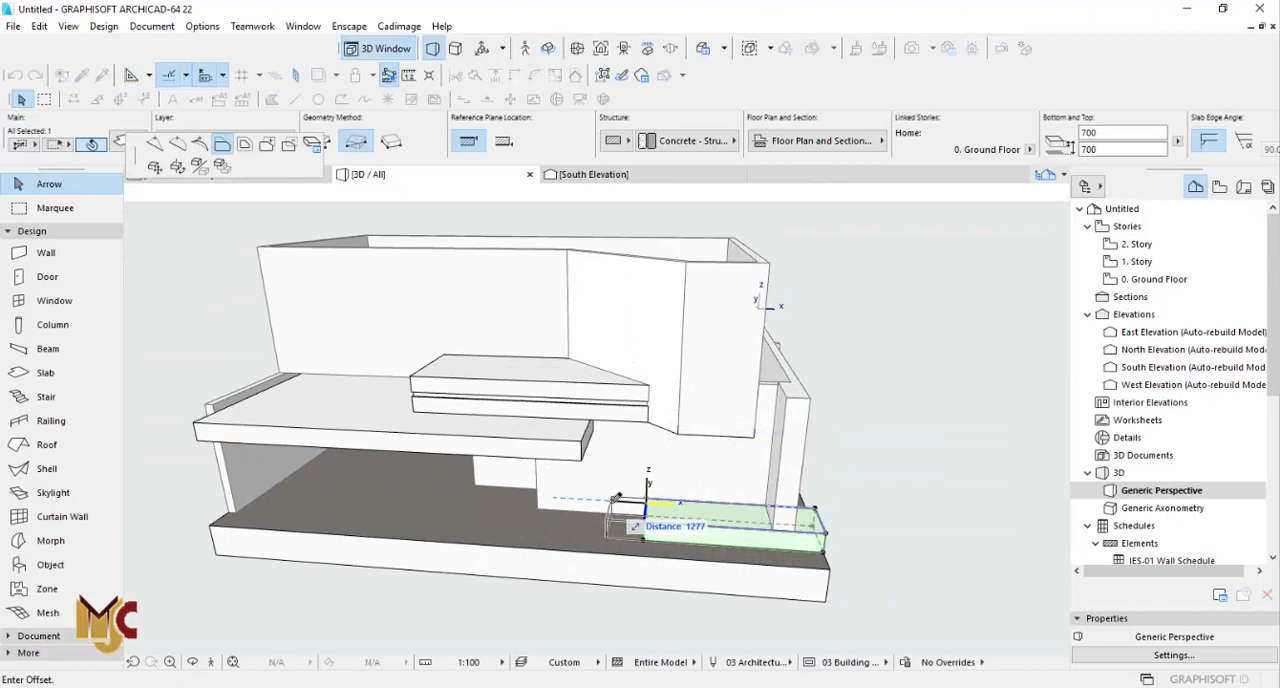 Untitled - GRAPHISOFT ARCHICAD-64 22
File Edit View Design Document Options Teamwork Window Enscape Cadimage Help
3D Window
Main:
All Selected: 1
Layer:
Geometry Method:
Reference Plane Location:
Structure:
Concrete - Stru...
Floor Plan and Section:
Floor Plan and Section...
Linked Stories:
Home:
0. Ground Floor
Bottom and Top:
700
700
Slab Edge Angle:
90.0
[3D / All]
[South Elevation]
Arrow
Marquee
Design
Wall
Door
Window
Column
Beam
Slab
Stair
Railing
Roof
Shell
Skylight
Curtain Wall
Morph
Object
Zone
Mesh
Document
More
MJC
z
y
x
z
y
x
Distance 1277
Untitled
Stories
2. Story
1. Story
0. Ground Floor
Sections
Elevations
East Elevation (Auto-rebuild Model)
North Elevation (Auto-rebuild Mod
South Elevation (Auto-rebuild Mod
West Elevation (Auto-rebuild Mode
Interior Elevations
Worksheets
Details
3D Documents
3D
Generic Perspective
Generic Axonometry
Schedules
Elements
IES-01 Wall Schedule
Properties
Generic Perspective
Settings...
N/A
N/A
1:100
Custom
Entire Model
03 Architectu...
03 Building ...
No Overrides
Enter Offset.
GRAPHISOFT ID